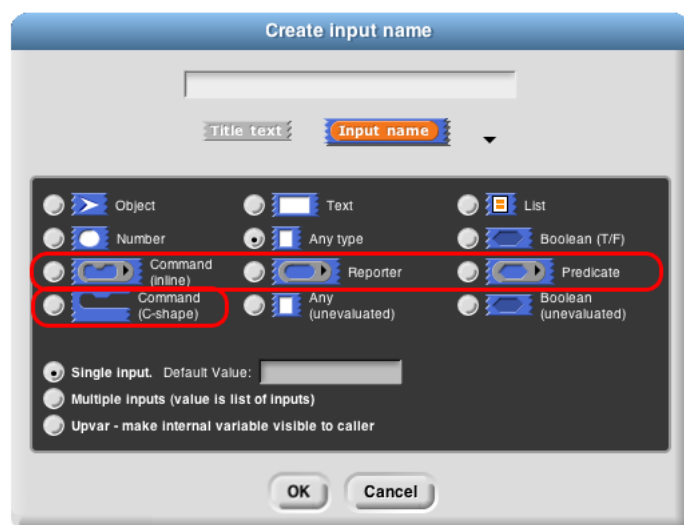 Create input name
Title text Input name
Object Text List
Number Any type Boolean (T/F)
Command (inline) Reporter Predicate
Command (C-shape) Any (unevaluated) Boolean (unevaluated)
Single input. Default Value:
Multiple inputs (value is list of inputs)
Upvar - make internal variable visible to caller
OK Cancel